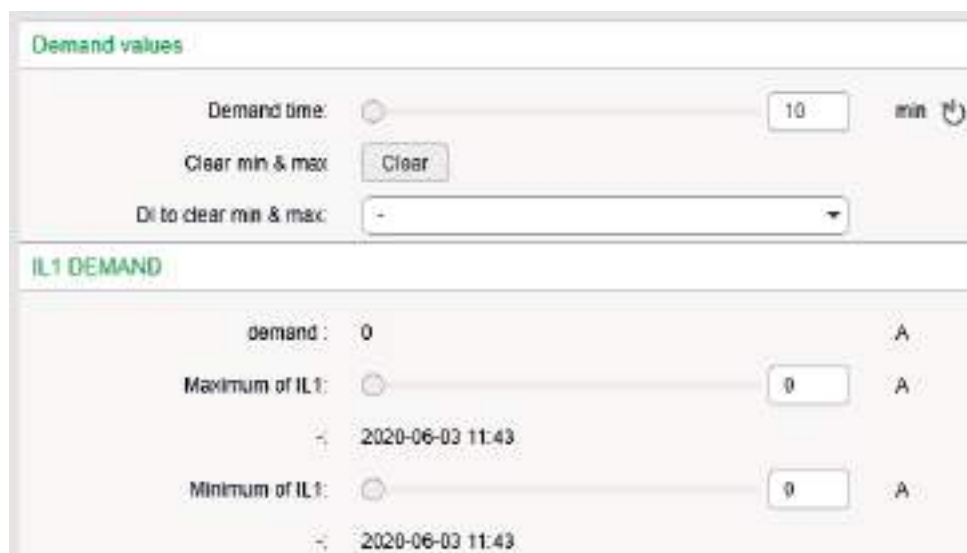 Demand values
Demand time: 10 min
Clear min & max Clear
DI to clear min & max: -
IL1 DEMAND
demand : 0 A
Maximum of IL1: 0 A
-: 2020-06-03 11:43
Minimum of IL1: 0 A
-: 2020-06-03 11:43